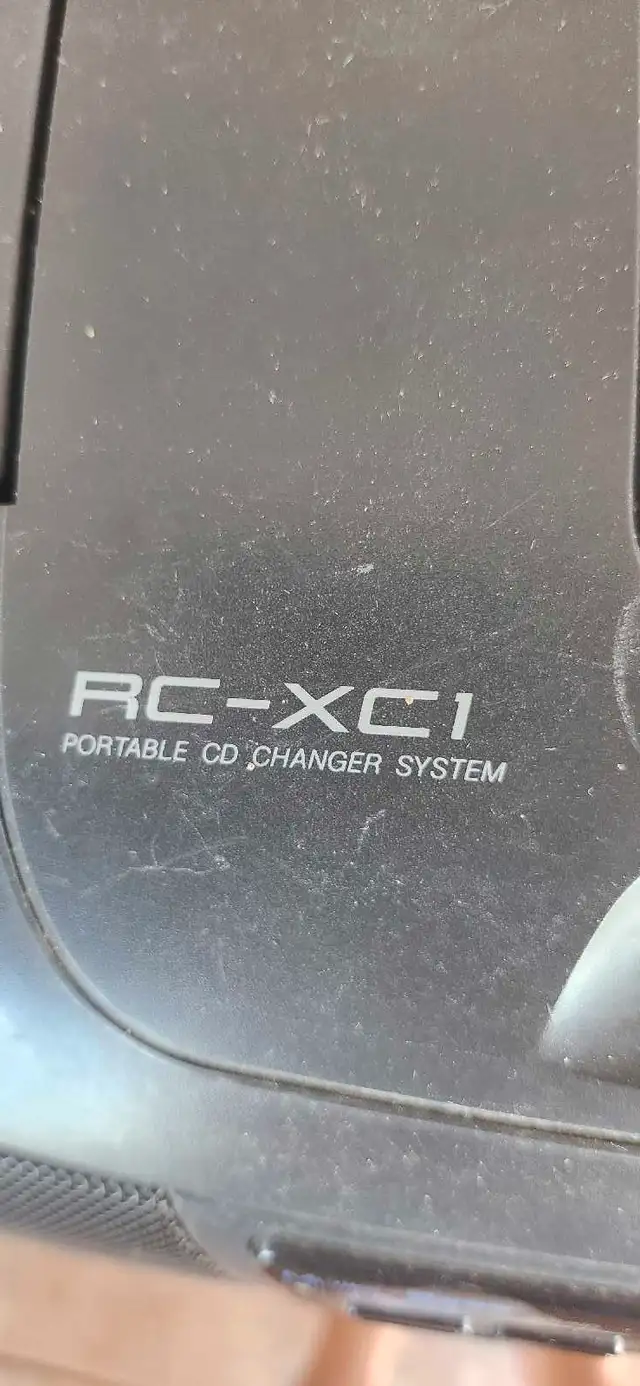 RC-XC1
PORTABLE CD CHANGER SYSTEM